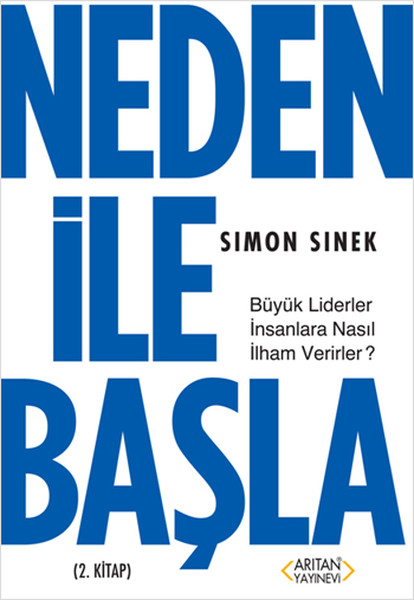 NEDEN
İLE
SIMON SINEK
Büyük Liderler
İnsanlara Nasıl
İlham Verirler?
BAŞLA
(2. KİTAP)
ARITAN®
YAYINEVİ